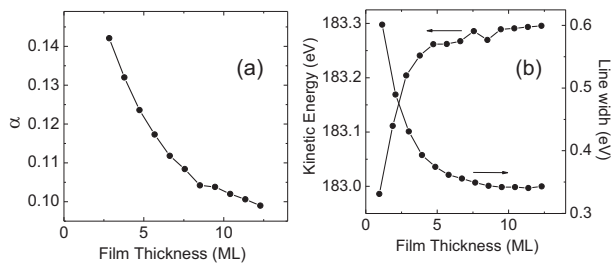 0.14
0.13
0.12
0.11
0.10
α
0 5 10
Film Thickness (ML)
(a)
183.3
183.2
183.1
183.0
Kinetic Energy (eV)
0 5 10
Film Thickness (ML)
(b)
0.6
0.5
0.4
0.3
Line width (eV)